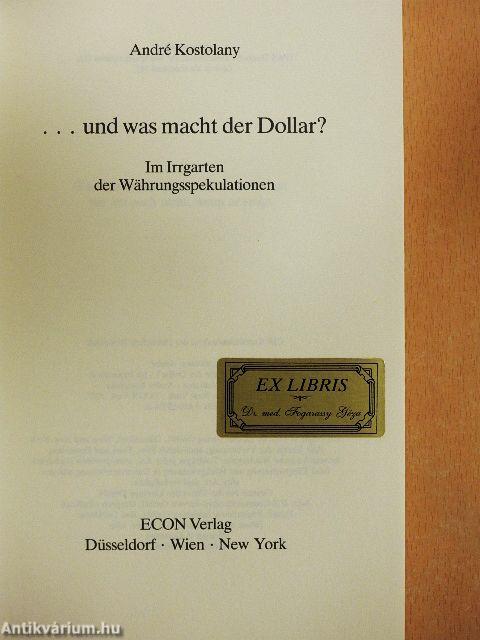 André Kostolany
. . . und was macht der Dollar?
Im Irrgarten
der Währungsspekulationen
EX LIBRIS
Dr. med. Fogarassy Géza
ECON Verlag
Düsseldorf · Wien · New York
Antikvárium.hu